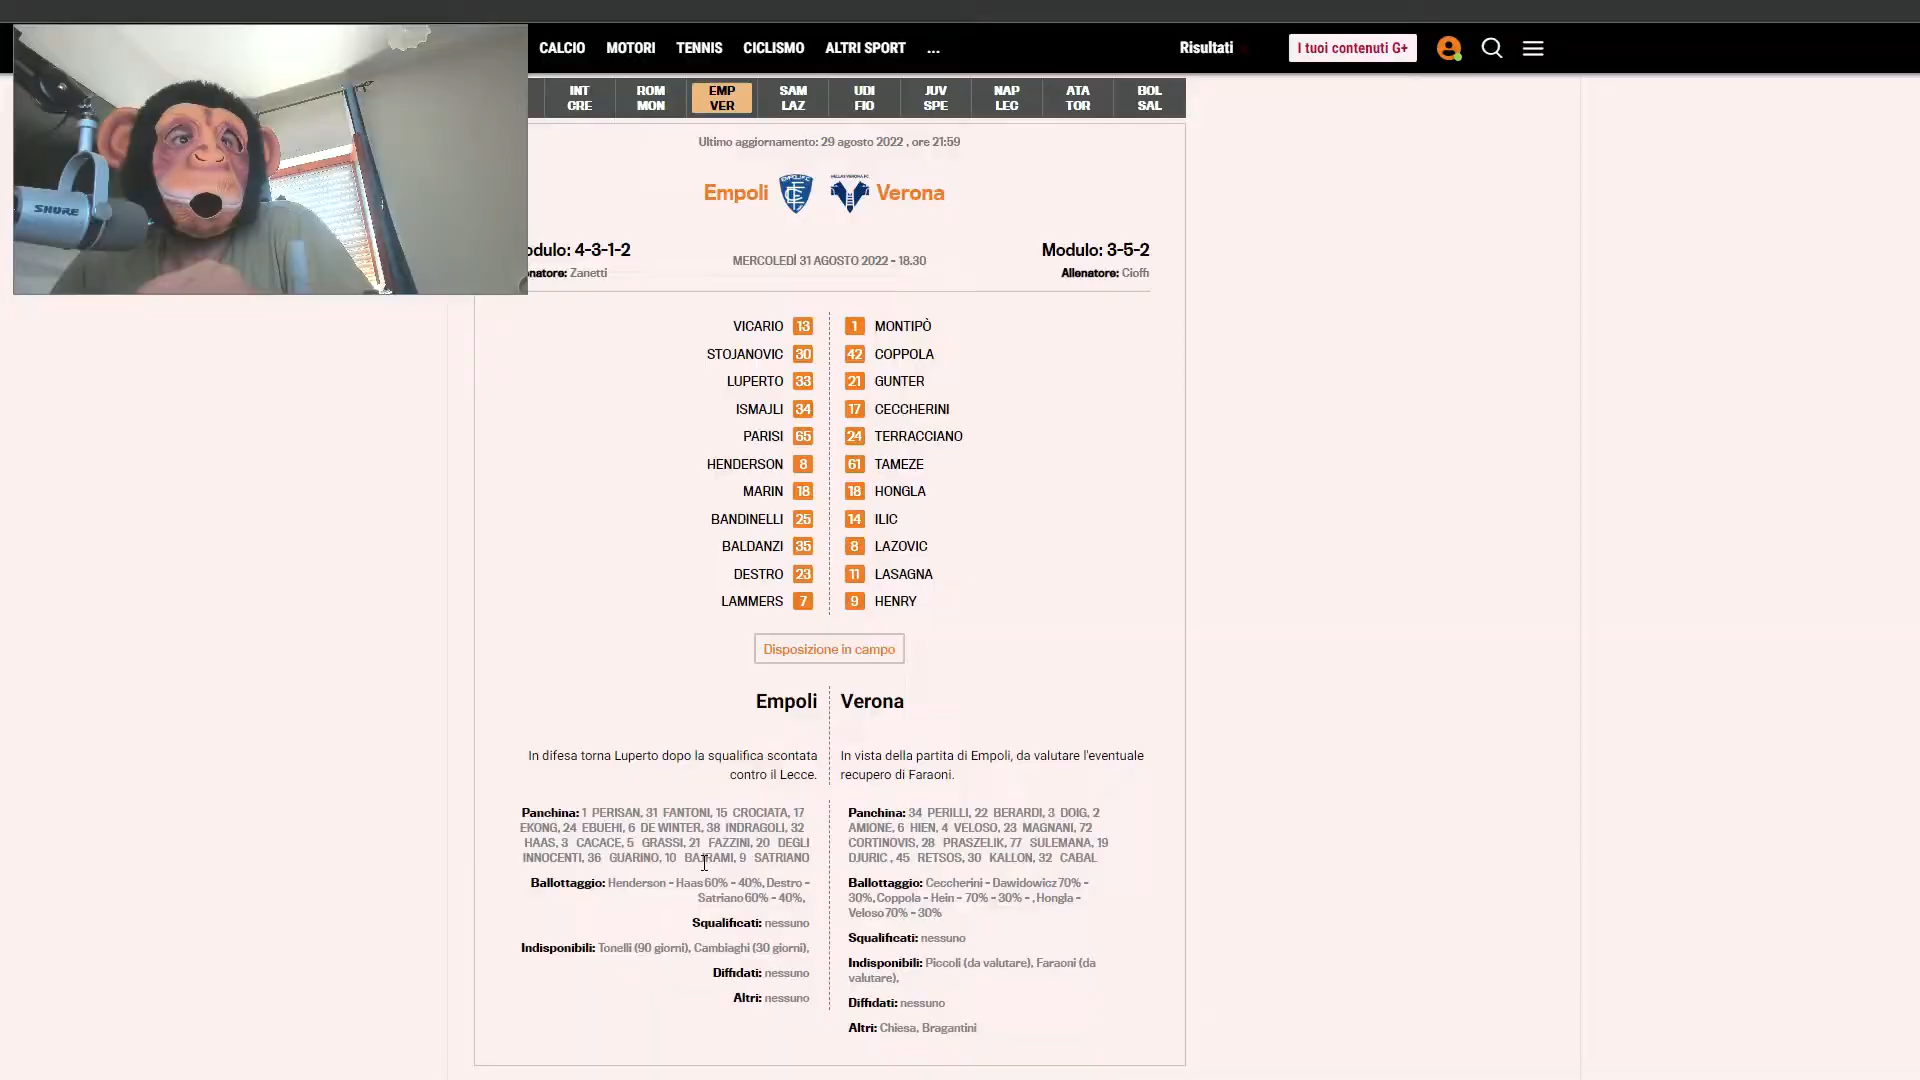 CALCIO MOTORI TENNIS CICLISMO ALTRI SPORT ... Risultati I tuoi contenuti G+
INT ROM EMP SAM UDI JUV NAP ATA BOL
CRE MON VER LAZ FIO SPE LEC TOR SAL
SHURE
Ultimo aggiornamento: 29 agosto 2022 , ore 21:59
Empoli Verona
odulo: 4-3-1-2 Modulo: 3-5-2
MERCOLEDÌ 31 AGOSTO 2022 - 18.30
natore: Zanetti Allenatore: Cioffi
VICARIO 13 1 MONTIPÒ
STOJANOVIC 30 42 COPPOLA
LUPERTO 33 21 GUNTER
ISMAJLI 34 17 CECCHERINI
PARISI 65 24 TERRACCIANO
HENDERSON 8 61 TAMEZE
MARIN 18 18 HONGLA
BANDINELLI 25 14 ILIC
BALDANZI 35 8 LAZOVIC
DESTRO 23 11 LASAGNA
LAMMERS 7 9 HENRY
Disposizione in campo
Empoli Verona
In difesa torna Luperto dopo la squalifica scontata
contro il Lecce.
In vista della partita di Empoli, da valutare l'eventuale
recupero di Faraoni.
Panchina: 1 PERISAN, 31 FANTONI, 15 CROCIATA, 17
EKONG, 24 EBUEHI, 6 DE WINTER, 38 INDRAGOLI, 32
HAAS, 3 CACACE, 5 GRASSI, 21 FAZZINI, 20 DEGLI
INNOCENTI, 36 GUARINO, 10 BAJRAMI, 9 SATRIANO
Ballottaggio: Henderson - Haas 60% - 40%, Destro -
Satriano 60% - 40%,
Squalificati: nessuno
Indisponibili: Tonelli (90 giorni), Cambiaghi (30 giorni),
Diffidati: nessuno
Altri: nessuno
Panchina: 34 PERILLI, 22 BERARDI, 3 DOIG, 2
AMIONE, 6 HIEN, 4 VELOSO, 23 MAGNANI, 72
CORTINOVIS, 28 PRASZELIK, 77 SULEMANA, 19
DJURIC , 45 RETSOS, 30 KALLON, 32 CABAL
Ballottaggio: Ceccherini - Dawidowicz 70% -
30%, Coppola - Hein - 70% - 30% - , Hongla -
Veloso 70% - 30%
Squalificati: nessuno
Indisponibili: Piccoli (da valutare), Faraoni (da
valutare),
Diffidati: nessuno
Altri: Chiesa, Bragantini